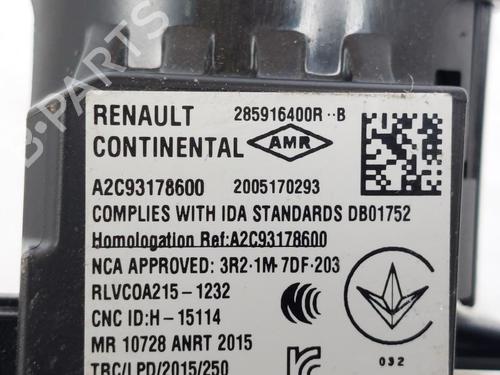 RENAULT 285916400R··B
CONTINENTAL AMR
A2C93178600 2005170293
COMPLIES WITH IDA STANDARDS DB01752
Homologation Ref:A2C93178600
NCA APPROVED: 3R2·1M·7DF·203
RLVCOA215-1232
CNC ID:H-15114
MR 10728 ANRT 2015
032
TRC/LPD/2015/250
B-PARTS